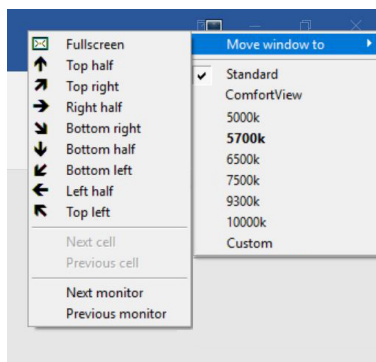 Fullscreen
Top half
Top right
Right half
Bottom right
Bottom half
Bottom left
Left half
Top left
Next cell
Previous cell
Next monitor
Previous monitor
Move window to
Standard
ComfortView
5000k
5700k
6500k
7500k
9300k
10000k
Custom